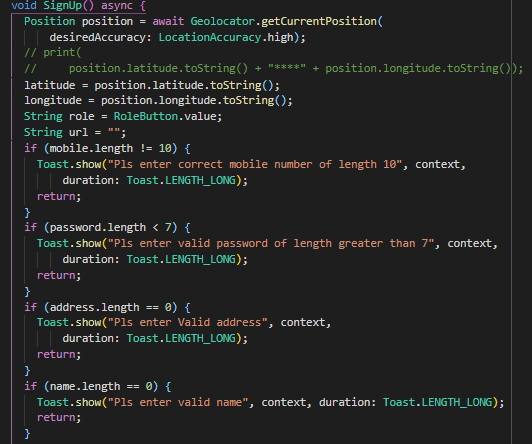 void SignUp() async {
Position position = await Geolocator.getCurrentPosition(
desiredAccuracy: LocationAccuracy.high);
// print(
//     position.latitude.toString() + "****" + position.longitude.toString());
latitude = position.latitude.toString();
longitude = position.longitude.toString();
String role = RoleButton.value;
String url = "";
if (mobile.length != 10) {
Toast.show("Pls enter correct mobile number of length 10", context,
duration: Toast.LENGTH_LONG);
return;
}
if (password.length < 7) {
Toast.show("Pls enter valid password of length greater than 7", context,
duration: Toast.LENGTH_LONG);
return;
}
if (address.length == 0) {
Toast.show("Pls enter Valid address", context,
duration: Toast.LENGTH_LONG);
return;
}
if (name.length == 0) {
Toast.show("Pls enter valid name", context, duration: Toast.LENGTH_LONG);
return;
}